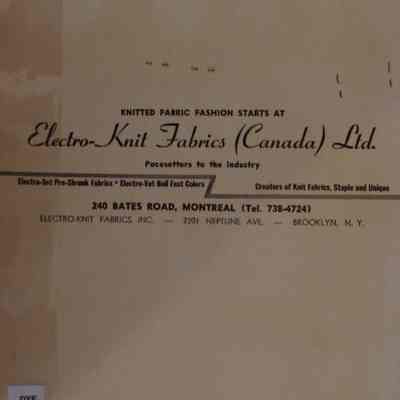 KNITTED FABRIC FASHION STARTS AT
Electro-Knit Fabrics (Canada) Ltd.
Pacesetters to the Industry
Electro-Set Pre-Shrunk Fabrics * Electro-Vat Boil Fast Colors
Creators of Knit Fabrics, Staple and Unique
240 BATES ROAD, MONTREAL (Tel. 738-4724)
ELECTRO-KNIT FABRICS INC. — 3201 NEPTUNE AVE. — BROOKLYN, N. Y.